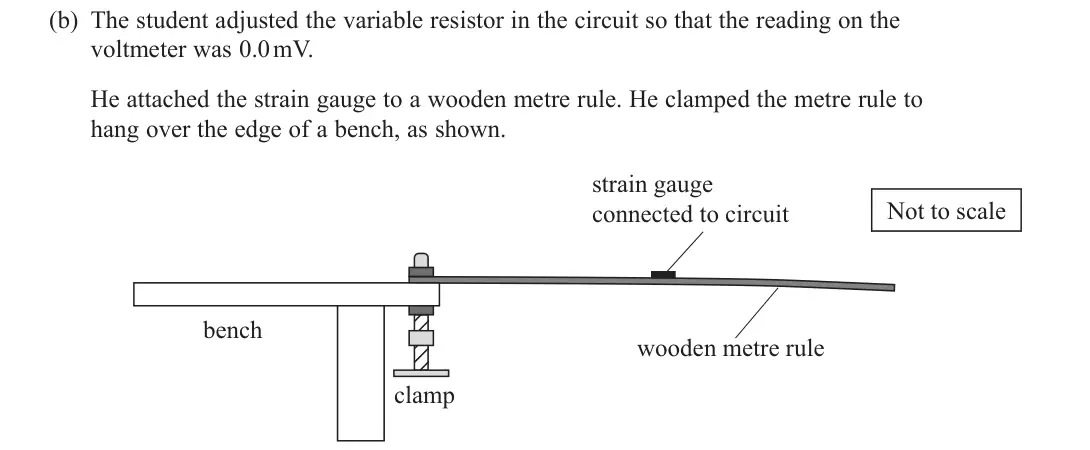 (b) The student adjusted the variable resistor in the circuit so that the reading on the
voltmeter was 0.0 mV.
He attached the strain gauge to a wooden metre rule. He clamped the metre rule to
hang over the edge of a bench, as shown.
strain gauge
connected to circuit
Not to scale
bench
wooden metre rule
clamp